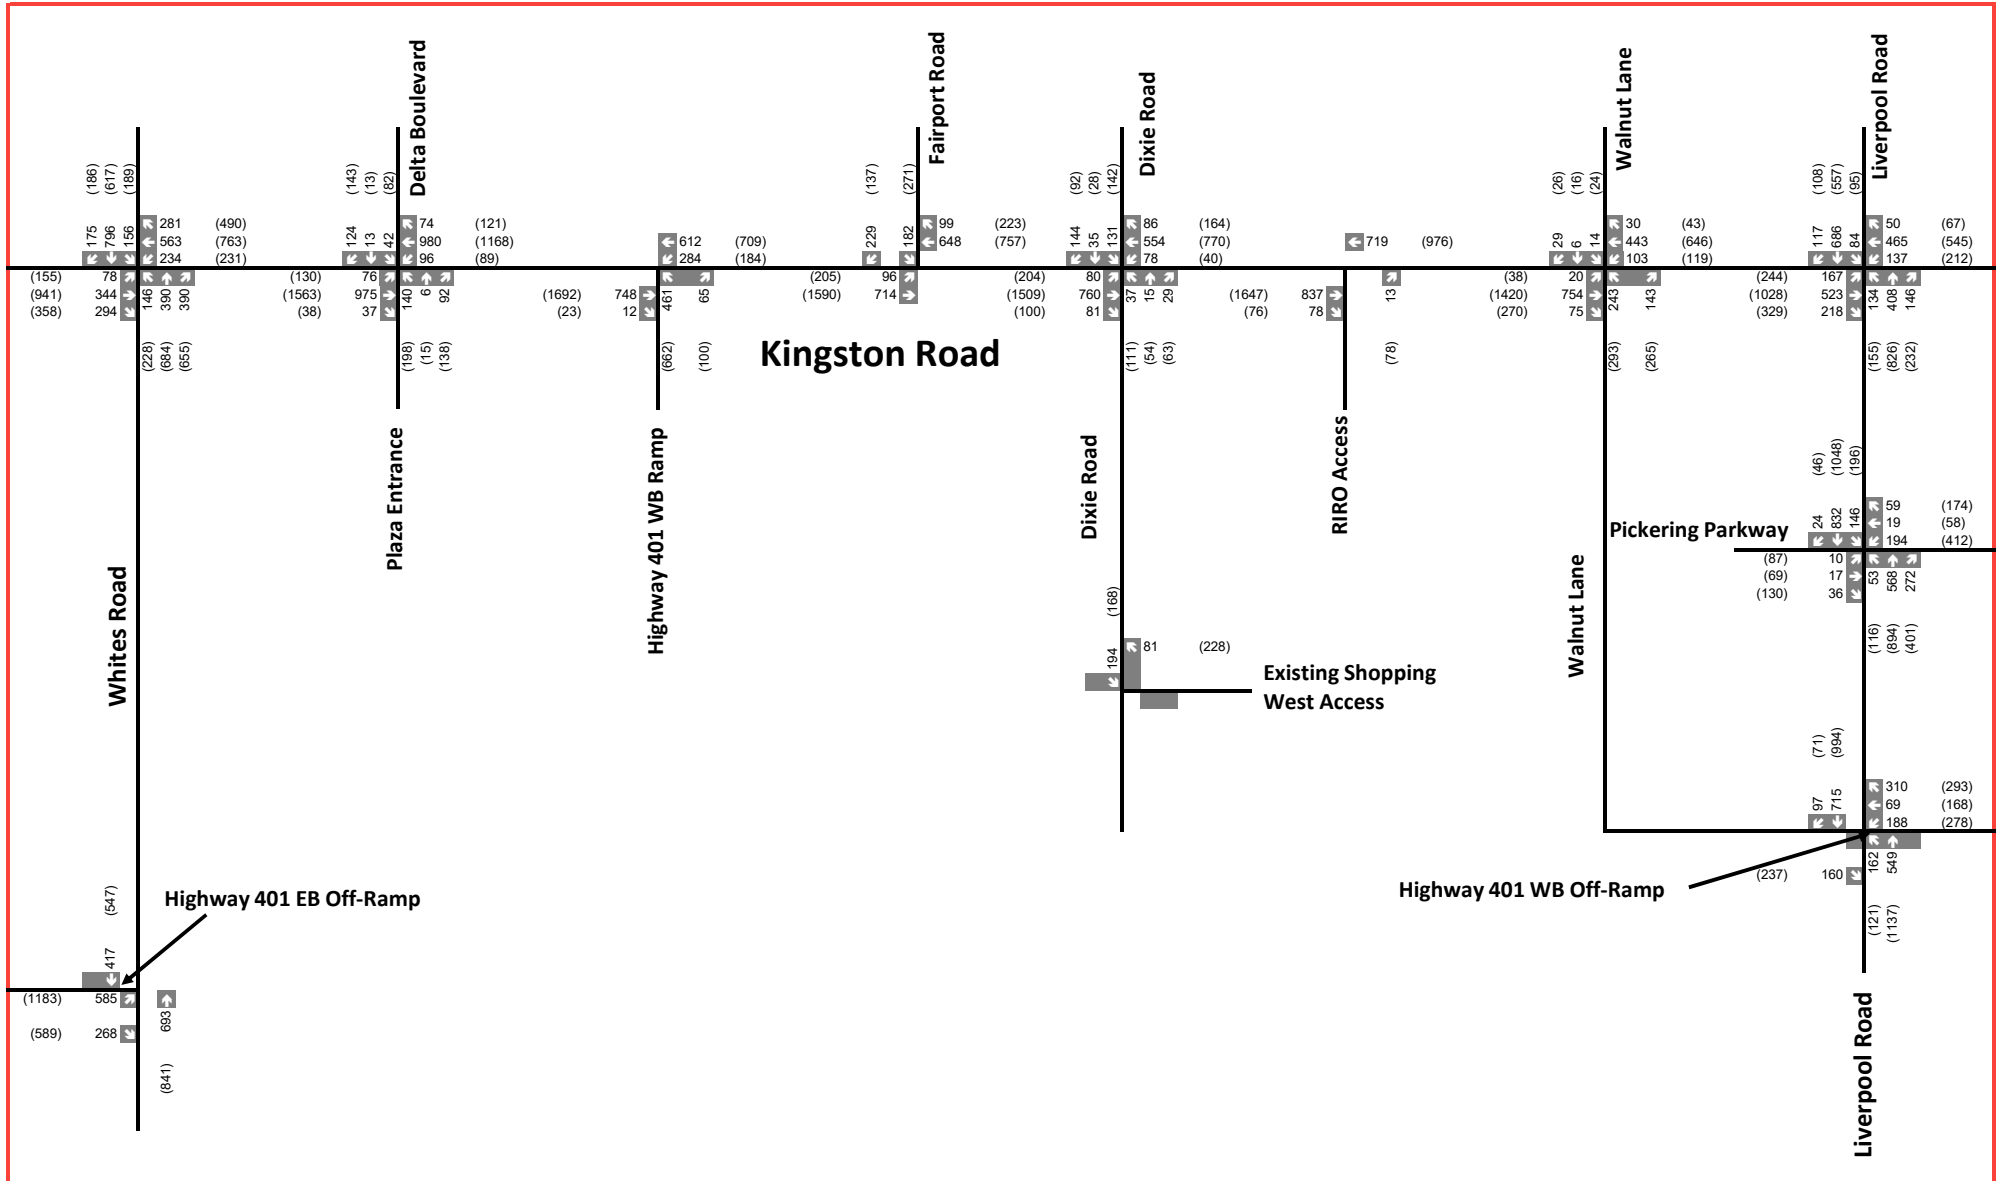 Delta Boulevard
Fairport Road
Dixie Road
Walnut Lane
Liverpool Road
(186) (617) (189)
(143) (13) (82)
(137) (271)
(92) (28) (142)
(26) (16) (24)
(108) (557) (95)
175 796 156
281 (490)
563 (763)
234 (231)
124 13 42
74 (121)
980 (1168)
96 (89)
612 (709)
284 (184)
229 182
99 (223)
648 (757)
144 35 131
86 (164)
554 (770)
78 (40)
719 (976)
29 6 14
30 (43)
443 (646)
103 (119)
117 686 84
50 (67)
465 (545)
137 (212)
(155) 78
(941) 344
(358) 294
146 390 390
(228) (684) (655)
(130) 76
(1563) 975
(38) 37
140 6 92
(198) (15) (138)
(1692) 748
(23) 12
461 65
(662) (100)
(205) 96
(1590) 714
(204) 80
(1509) 760
(100) 81
37 15 29
(111) (54) (63)
(1647) 837
(76) 78
13
(78)
(38) 20
(1420) 754
(270) 75
243 143
(293) (265)
(244) 167
(1028) 523
(329) 218
134 408 146
(155) (826) (232)
Kingston Road
Plaza Entrance
Highway 401 WB Ramp
Dixie Road
RIRO Access
Whites Road
Walnut Lane
(46) (1048) (196)
24 832 146
59 (174)
19 (58)
194 (412)
Pickering Parkway
(87) 10
(69) 17
(130) 36
53 568 272
(116) (894) (401)
(168)
194
81 (228)
Existing Shopping
West Access
(71) (994)
97 715
310 (293)
69 (168)
188 (278)
162 549
(237) 160
(121) (1137)
Highway 401 WB Off-Ramp
Highway 401 EB Off-Ramp
(547)
417
(1183) 585
(589) 268
693
(841)
Liverpool Road